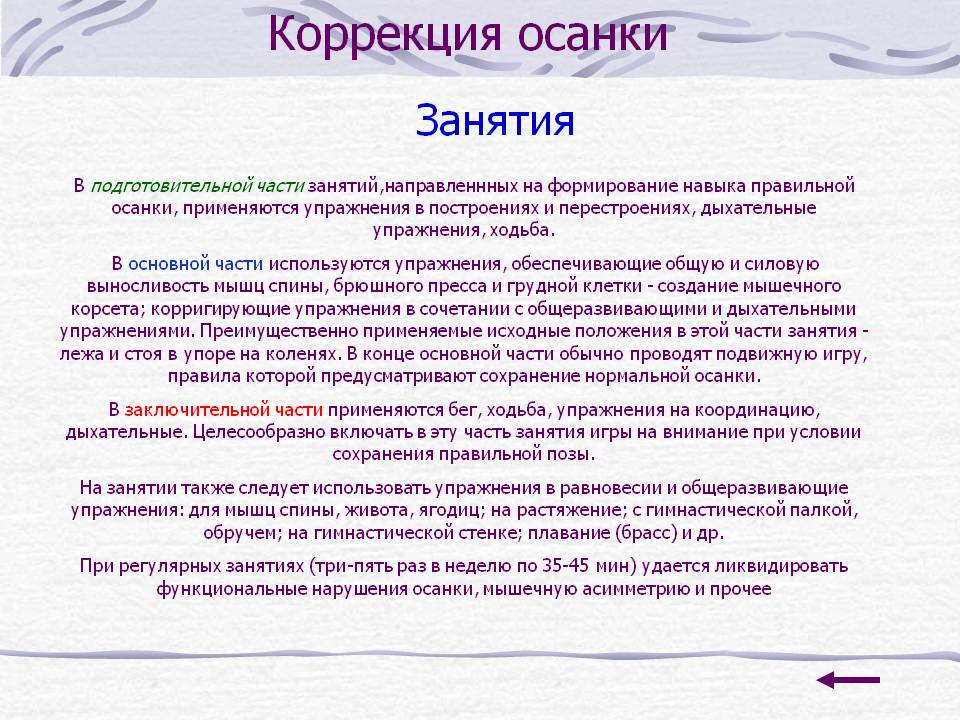 Коррекция осанки
Занятия
В подготовительной части занятий,направленнных на формирование навыка правильной
осанки, применяются упражнения в построениях и перестроениях, дыхательные
упражнения, ходьба.
В основной части используются упражнения, обеспечивающие общую и силовую
выносливость мышц спины, брюшного пресса и грудной клетки - создание мышечного
корсета; корригирующие упражнения в сочетании с общеразвивающими и дыхательными
упражнениями. Преимущественно применяемые исходные положения в этой части занятия -
лежа и стоя в упоре на коленях. В конце основной части обычно проводят подвижную игру,
правила которой предусматривают сохранение нормальной осанки.
В заключительной части применяются бег, ходьба, упражнения на координацию,
дыхательные. Целесообразно включать в эту часть занятия игры на внимание при условии
сохранения правильной позы.
На занятии также следует использовать упражнения в равновесии и общеразвивающие
упражнения: для мышц спины, живота, ягодиц; на растяжение; с гимнастической палкой,
обручем; на гимнастической стенке; плавание (брасс) и др.
При регулярных занятиях (три-пять раз в неделю по 35-45 мин) удается ликвидировать
функциональные нарушения осанки, мышечную асимметрию и прочее